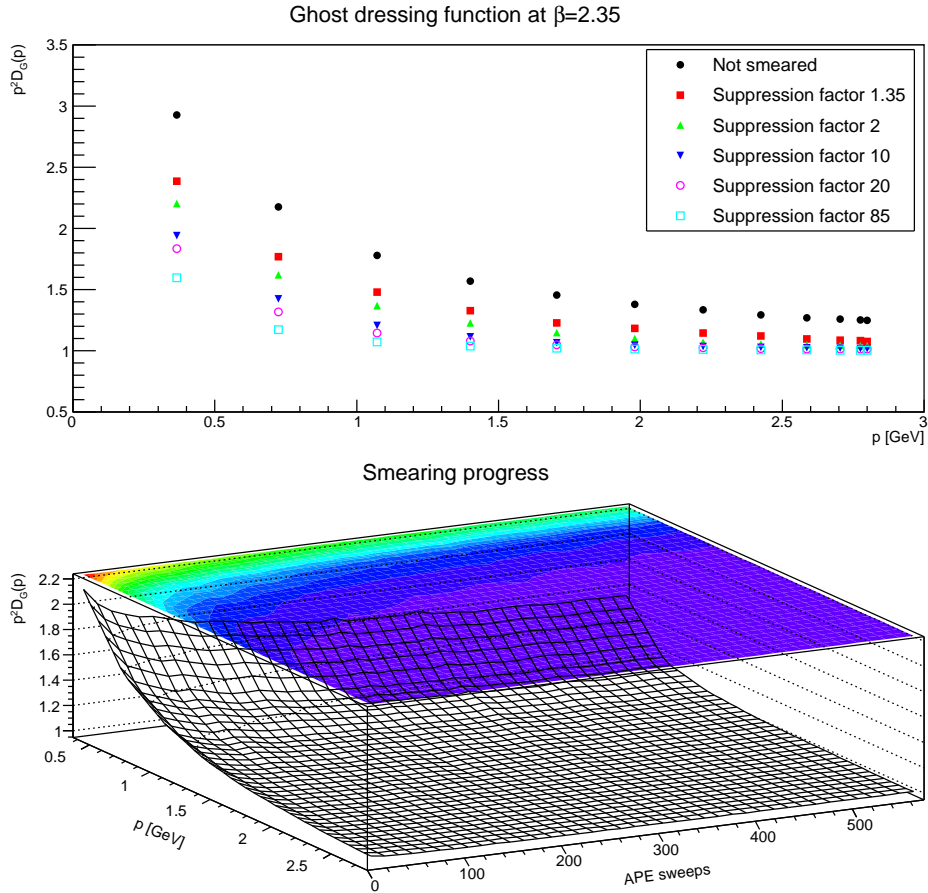 Ghost dressing function at β=2.35
p²D_G(p)
3.5
3
2.5
2
1.5
1
0.5
0 0.5 1 1.5 2 2.5 3
p [GeV]
Not smeared
Suppression factor 1.35
Suppression factor 2
Suppression factor 10
Suppression factor 20
Suppression factor 85
Smearing progress
p²D_G(p)
2.2
2
1.8
1.6
1.4
1.2
1
0.5
1
1.5
2
2.5
p [GeV]
0 100 200 300 400 500
APE sweeps